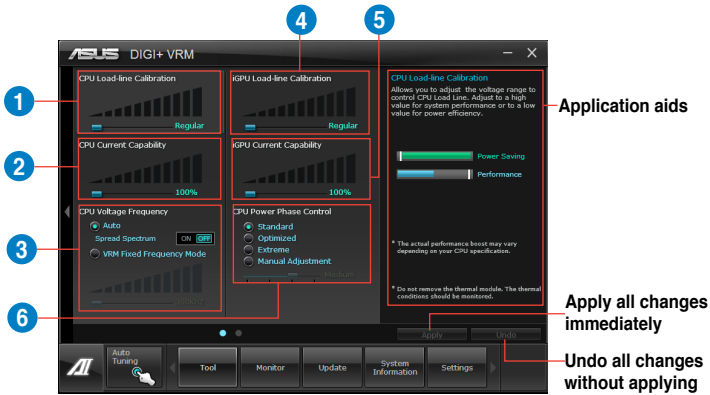 4
5
ASUS DIGI+ VRM
1
CPU Load-line Calibration
Regular
iGPU Load-line Calibration
Regular
CPU Load-line Calibration
Allows you to adjust the voltage range to
control CPU Load Line. Adjust to a high
value for system performance or to a low
value for power efficiency.
Application aids
2
CPU Current Capability
100%
iGPU Current Capability
100%
Power Saving
Performance
3
CPU Voltage Frequency
Auto
Spread Spectrum ON OFF
VRM Fixed Frequency Mode
CPU Power Phase Control
Standard
Optimized
Extreme
Manual Adjustment
Medium
* The actual performance boost may vary
depending on your CPU specification.
* Do not remove the thermal module. The thermal
conditions should be monitored.
6
Apply
Undo
Apply all changes
immediately
Undo all changes
without applying
Auto
Tuning
Tool
Monitor
Update
System
Information
Settings